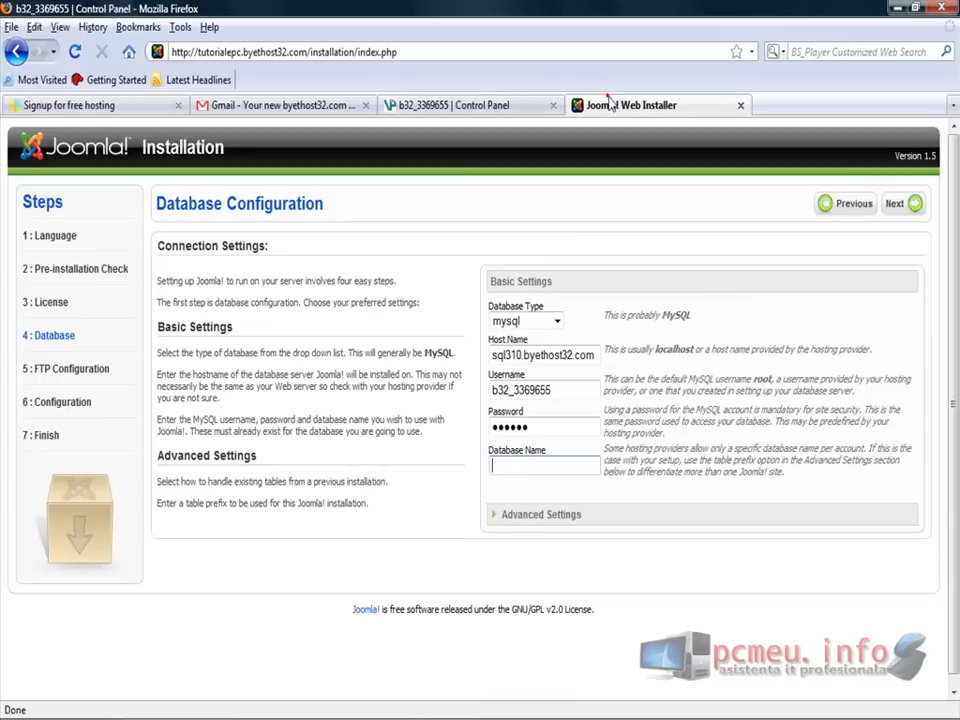 b32_3369655 | Control Panel - Mozilla Firefox
File Edit View History Bookmarks Tools Help
http://tutorialepc.byethost32.com/installation/index.php
BS_Player Customized Web Search
Most Visited Getting Started Latest Headlines
Signup for free hosting
Gmail - Your new byethost32.com ...
b32_3369655 | Control Panel
Joom! Web Installer
Joomla! Installation
Version 1.5
Steps
1 : Language
2 : Pre-installation Check
3 : License
4 : Database
5 : FTP Configuration
6 : Configuration
7 : Finish
Database Configuration
Previous Next
Connection Settings:
Setting up Joomla! to run on your server involves four easy steps.
The first step is database configuration. Choose your preferred settings:
Basic Settings
Select the type of database from the drop down list. This will generally be MySQL.
Enter the hostname of the database server Joomla! will be installed on. This may not
necessarily be the same as your Web server so check with your hosting provider if
you are not sure.
Enter the MySQL username, password and database name you wish to use with
Joomla!. These must already exist for the database you are going to use.
Advanced Settings
Select how to handle existing tables from a previous installation.
Enter a table prefix to be used for this Joomla! installation.
Basic Settings
Database Type
mysql
This is probably MySQL
Host Name
sql310.byethost32.com
This is usually localhost or a host name provided by the hosting provider.
Username
b32_3369655
This can be the default MySQL username root, a username provided by your hosting
provider, or one that you created in setting up your database server.
Password
••••••
Using a password for the MySQL account is mandatory for site security. This is the
same password used to access your database. This may be predefined by your
hosting provider.
Database Name
Some hosting providers allow only a specific database name per account. If this is the
case with your setup, use the table prefix option in the Advanced Settings section
below to differentiate more than one Joomla! site.
Advanced Settings
Joomla! is free software released under the GNU/GPL v2.0 License.
pcmeu.info
asistenta it profesionala
Done